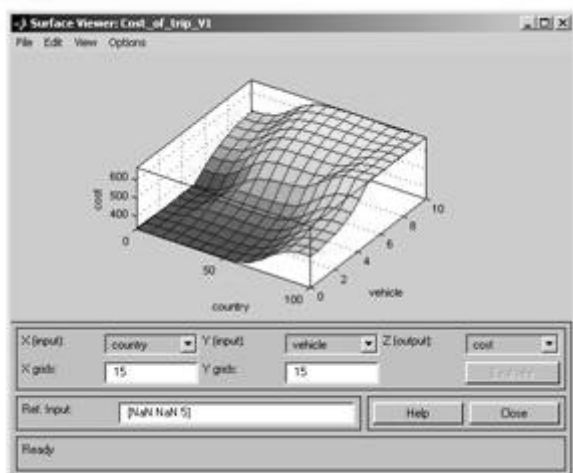 Surface Viewer: Cost_of_trip_V1
File Edit View Options
600
500
400
cost
0
50
100
country
0
2
4
6
8
10
vehicle
X (input): country Y (input): vehicle Z (output): cost
X grids: 15 Y grids: 15
Ref. Input: [NaN NaN 5] Help Close
Ready